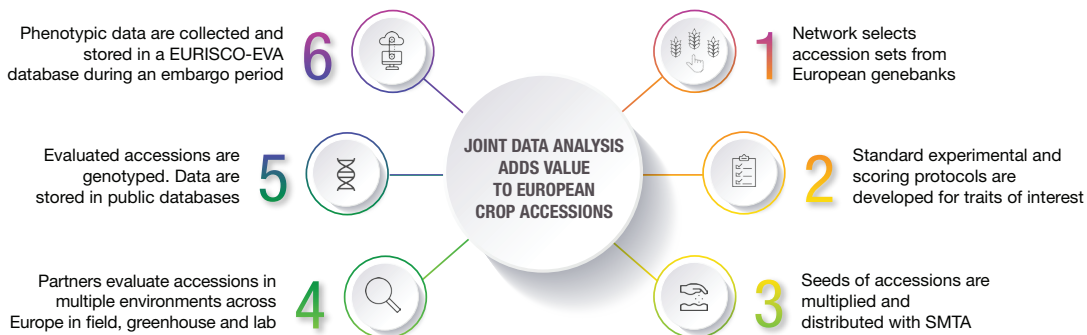 1
Network selects
accession sets from
European genebanks
2
Standard experimental and
scoring protocols are
developed for traits of interest
3
Seeds of accessions are
multiplied and
distributed with SMTA
4
Partners evaluate accessions in
multiple environments across
Europe in field, greenhouse and lab
5
Evaluated accessions are
genotyped. Data are
stored in public databases
6
Phenotypic data are collected and
stored in a EURISCO-EVA
database during an embargo period
JOINT DATA ANALYSIS
ADDS VALUE
TO EUROPEAN
CROP ACCESSIONS